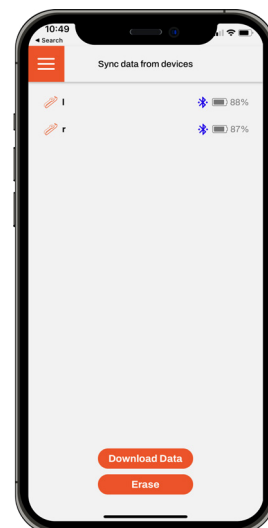 10:49
◀ Search
Sync data from devices
l 88%
r 87%
Download Data
Erase